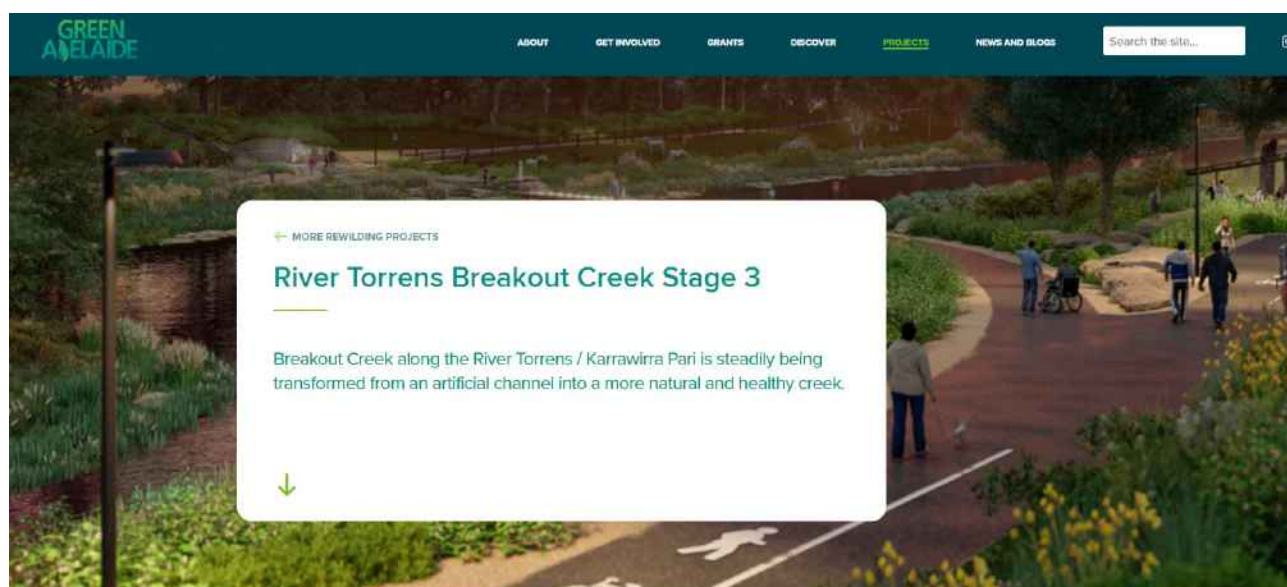 GREEN
ADELAIDE
ABOUT GET INVOLVED GRANTS DISCOVER PROJECTS NEWS AND BLOGS Search the site...
← MORE REWILDING PROJECTS
River Torrens Breakout Creek Stage 3
Breakout Creek along the River Torrens / Karrawirra Pari is steadily being
transformed from an artificial channel into a more natural and healthy creek.